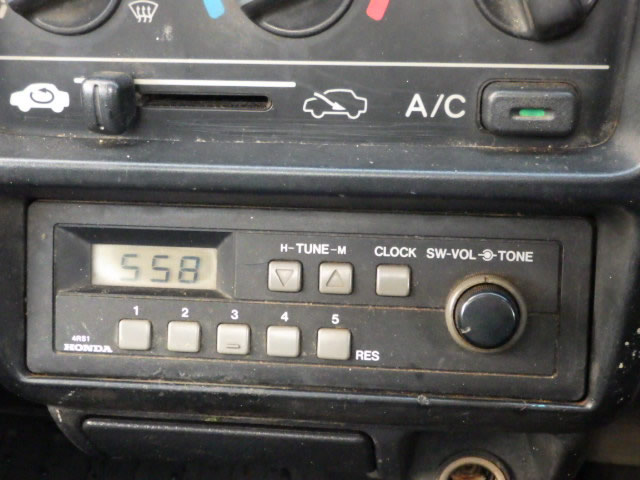 A/C
H-TUNE-M CLOCK SW-VOL TONE
558
1 2 3 4 5
RES
4RS1
HONDA